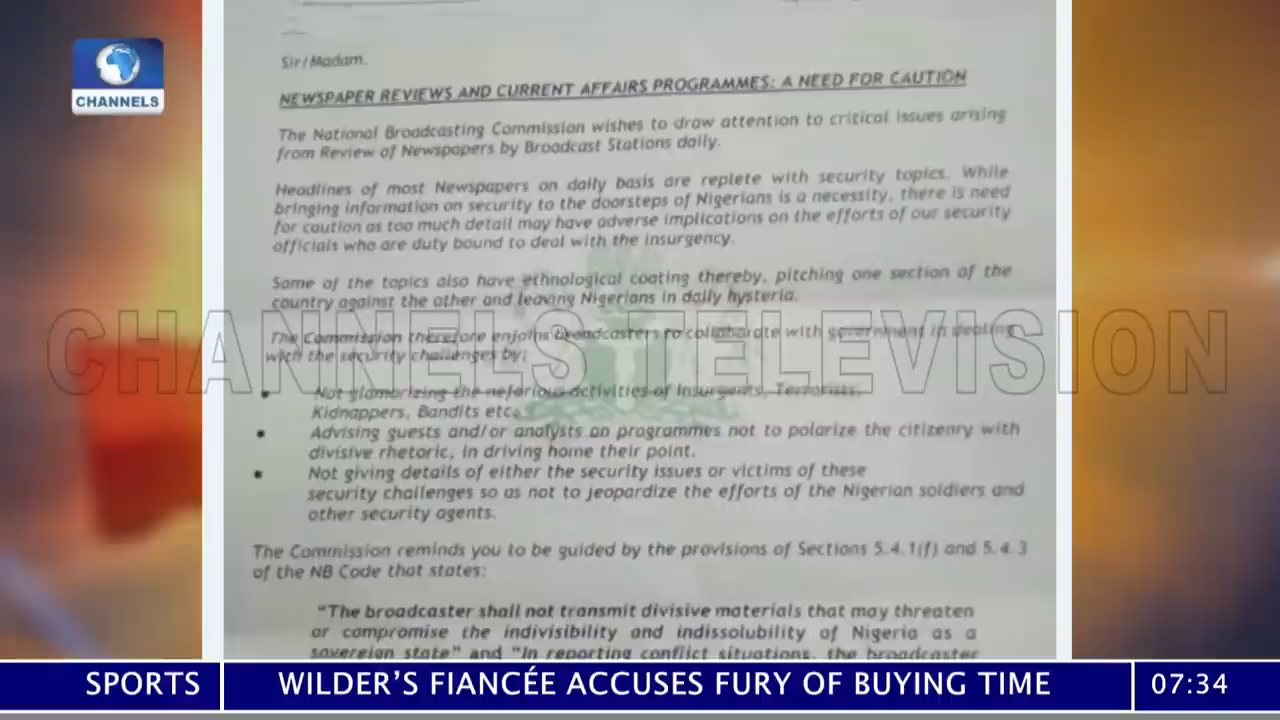 CHANNELS
Sir/Madam.
NEWSPAPER REVIEWS AND CURRENT AFFAIRS PROGRAMMES: A NEED FOR CAUTION
The National Broadcasting Commission wishes to draw attention to critical issues arising
from Review of Newspapers by Broadcast Stations daily.
Headlines of most Newspapers on daily basis are replete with security topics. While
bringing information on security to the doorsteps of Nigerians is a necessity, there is need
for caution as too much detail may have adverse implications on the efforts of our security
officials who are duty bound to deal with the insurgency.
Some of the topics also have ethnological coating thereby, pitching one section of the
country against the other and leaving Nigerians in daily hysteria.
The Commission therefore enjoins broadcasters to collaborate with government in dealing
with the security challenges by;
CHANNELS TELEVISION
• Not glamorizing the nefarious activities of Insurgents, Terrorists,
Kidnappers, Bandits etc.
• Advising guests and/or analysts on programmes not to polarize the citizenry with
divisive rhetoric, in driving home their point.
• Not giving details of either the security issues or victims of these
security challenges so as not to jeopardize the efforts of the Nigerian soldiers and
other security agents.
The Commission reminds you to be guided by the provisions of Sections 5.4.1(f) and 5.4.3
of the NB Code that states:
"The broadcaster shall not transmit divisive materials that may threaten
or compromise the indivisibility and indissolubility of Nigeria as a
sovereign state" and "In reporting conflict situations, the broadcaster
SPORTS
WILDER'S FIANCÉE ACCUSES FURY OF BUYING TIME
07:34